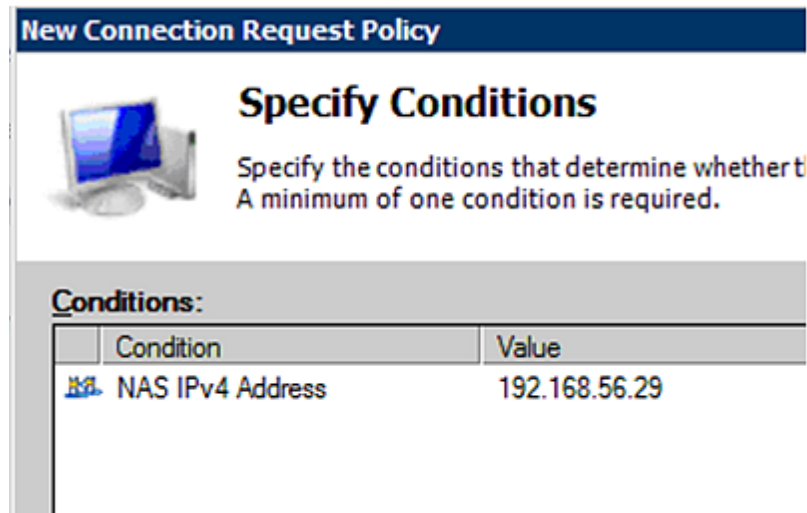 New Connection Request Policy
Specify Conditions
Specify the conditions that determine whether t
A minimum of one condition is required.
Conditions:
Condition Value
NAS IPv4 Address 192.168.56.29